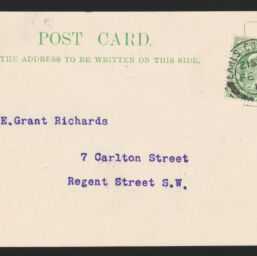 POST CARD.
THE ADDRESS TO BE WRITTEN ON THIS SIDE.
E.Grant Richards
7 Carlton Street
Regent Street S.W.